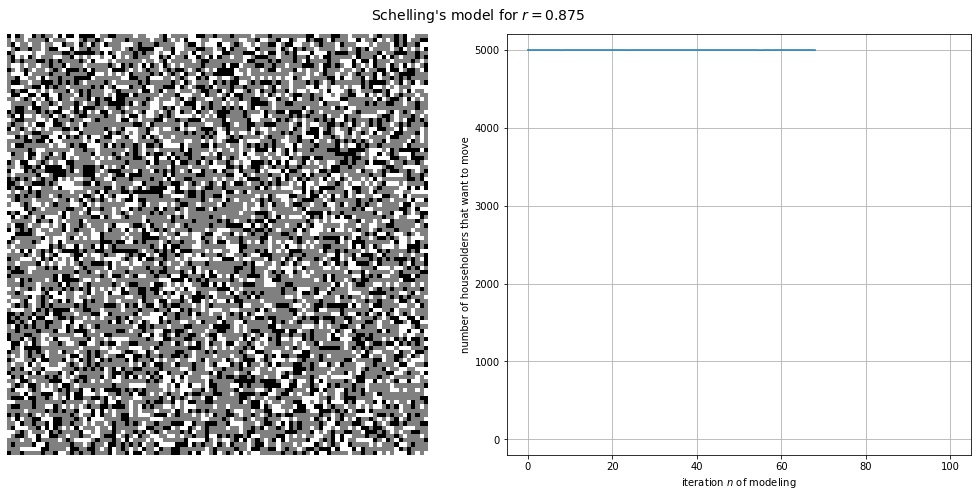 Schelling's model for r = 0.875
number of householders that want to move
5000
4000
3000
2000
1000
0
0 20 40 60 80 100
iteration n of modeling